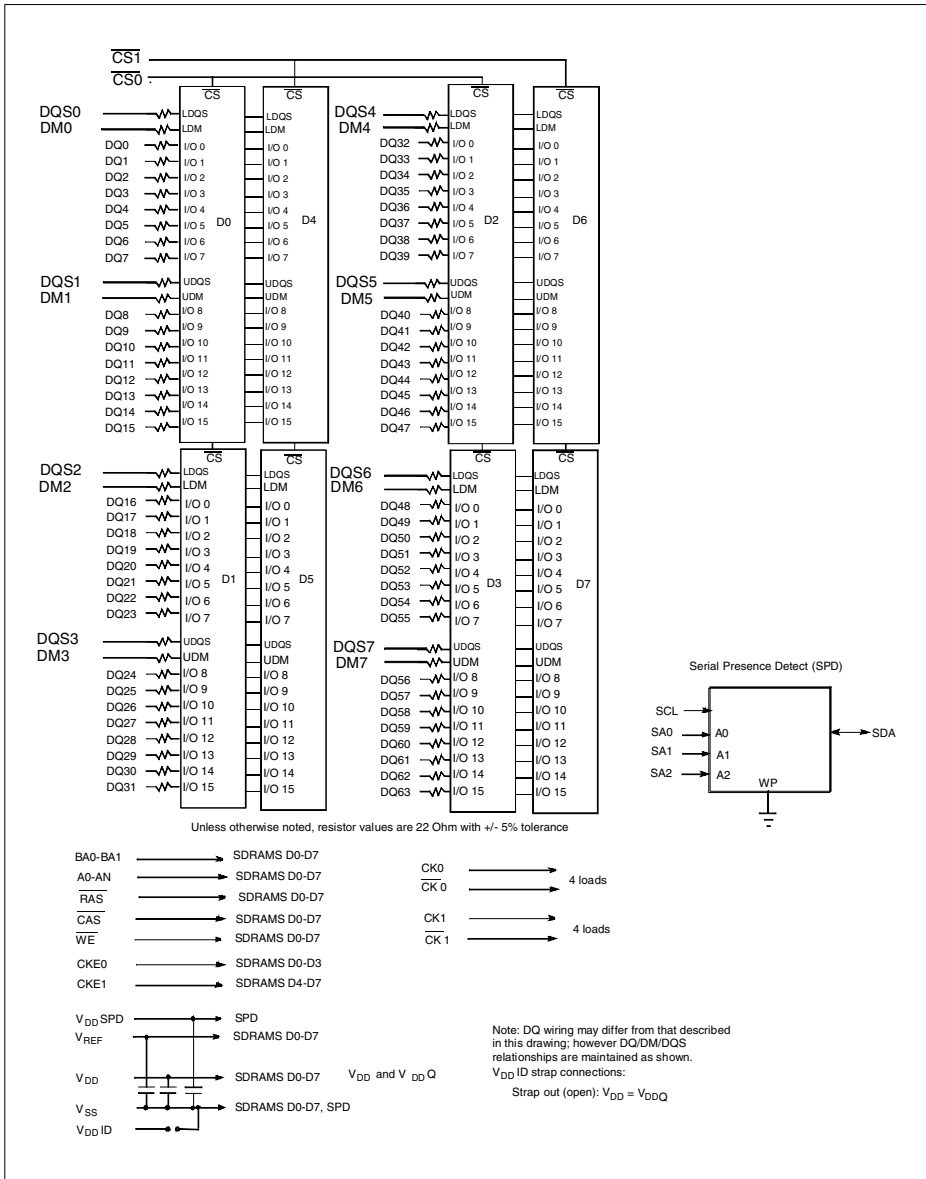 CS1
CS0 .
CS CS
DQS0 LDQS LDQS
DM0 LDM LDM
DQ0 I/O 0 I/O 0
DQ1 I/O 1 I/O 1
DQ2 I/O 2 I/O 2
DQ3 I/O 3 I/O 3
DQ4 I/O 4 I/O 4
DQ5 I/O 5 D0 I/O 5 D4
DQ6 I/O 6 I/O 6
DQ7 I/O 7 I/O 7
DQS1 UDQS UDQS
DM1 UDM UDM
DQ8 I/O 8 I/O 8
DQ9 I/O 9 I/O 9
DQ10 I/O 10 I/O 10
DQ11 I/O 11 I/O 11
DQ12 I/O 12 I/O 12
DQ13 I/O 13 I/O 13
DQ14 I/O 14 I/O 14
DQ15 I/O 15 I/O 15
CS CS
DQS4 LDQS LDQS
DM4 LDM LDM
DQ32 I/O 0 I/O 0
DQ33 I/O 1 I/O 1
DQ34 I/O 2 I/O 2
DQ35 I/O 3 I/O 3
DQ36 I/O 4 I/O 4
DQ37 I/O 5 D2 I/O 5 D6
DQ38 I/O 6 I/O 6
DQ39 I/O 7 I/O 7
DQS5 UDQS UDQS
DM5 UDM UDM
DQ40 I/O 8 I/O 8
DQ41 I/O 9 I/O 9
DQ42 I/O 10 I/O 10
DQ43 I/O 11 I/O 11
DQ44 I/O 12 I/O 12
DQ45 I/O 13 I/O 13
DQ46 I/O 14 I/O 14
DQ47 I/O 15 I/O 15
CS CS
DQS2 LDQS LDQS
DM2 LDM LDM
DQ16 I/O 0 I/O 0
DQ17 I/O 1 I/O 1
DQ18 I/O 2 I/O 2
DQ19 I/O 3 I/O 3
DQ20 I/O 4 I/O 4
DQ21 I/O 5 D1 I/O 5 D5
DQ22 I/O 6 I/O 6
DQ23 I/O 7 I/O 7
DQS3 UDQS UDQS
DM3 UDM UDM
DQ24 I/O 8 I/O 8
DQ25 I/O 9 I/O 9
DQ26 I/O 10 I/O 10
DQ27 I/O 11 I/O 11
DQ28 I/O 12 I/O 12
DQ29 I/O 13 I/O 13
DQ30 I/O 14 I/O 14
DQ31 I/O 15 I/O 15
CS CS
DQS6 LDQS LDQS
DM6 LDM LDM
DQ48 I/O 0 I/O 0
DQ49 I/O 1 I/O 1
DQ50 I/O 2 I/O 2
DQ51 I/O 3 I/O 3
DQ52 I/O 4 I/O 4
DQ53 I/O 5 D3 I/O 5 D7
DQ54 I/O 6 I/O 6
DQ55 I/O 7 I/O 7
DQS7 UDQS UDQS
DM7 UDM UDM
DQ56 I/O 8 I/O 8
DQ57 I/O 9 I/O 9
DQ58 I/O 10 I/O 10
DQ59 I/O 11 I/O 11
DQ60 I/O 12 I/O 12
DQ61 I/O 13 I/O 13
DQ62 I/O 14 I/O 14
DQ63 I/O 15 I/O 15
Serial Presence Detect (SPD)
SCL
SA0 A0 SDA
SA1 A1
SA2 A2
WP
Unless otherwise noted, resistor values are 22 Ohm with +/- 5% tolerance
BA0-BA1 SDRAMS D0-D7
A0-AN SDRAMS D0-D7
RAS SDRAMS D0-D7
CAS SDRAMS D0-D7
WE SDRAMS D0-D7
CKE0 SDRAMS D0-D3
CKE1 SDRAMS D4-D7
CK0
CK 0 4 loads
CK1
CK 1 4 loads
VDD SPD SPD
VREF SDRAMS D0-D7
VDD SDRAMS D0-D7 VDD and VDDQ
VSS SDRAMS D0-D7, SPD
VDD ID
Note: DQ wiring may differ from that described
in this drawing; however DQ/DM/DQS
relationships are maintained as shown.
VDD ID strap connections:
Strap out (open): VDD = VDDQ